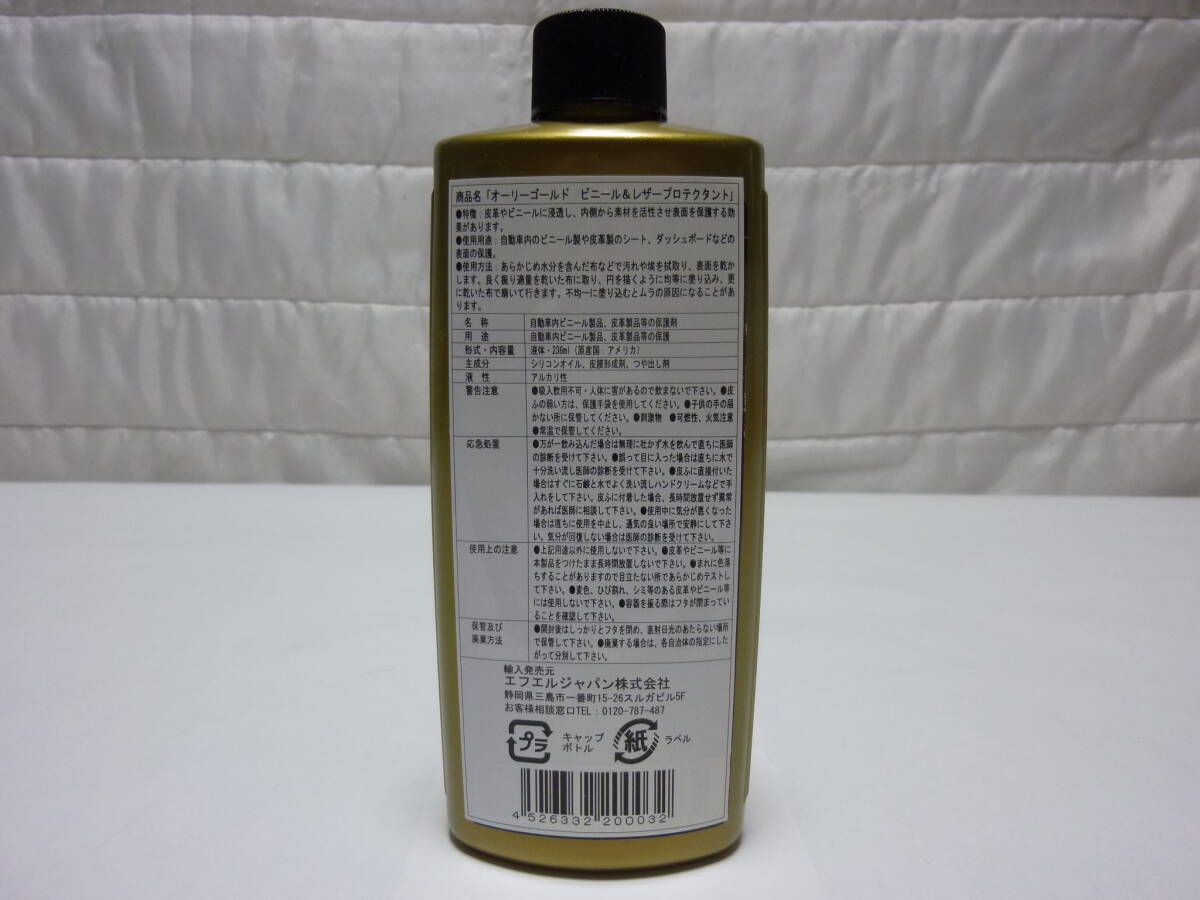 商品名「オーリーゴールド ビニール＆レザープロテクタント」
●特徴：皮革やビニールに浸透し、内側から素材を活性させ表面を保護する効
果があります。
●使用用途：自動車内のビニール製や皮革製のシート、ダッシュボードなどの
表面の保護。
●使用方法：あらかじめ水分を含んだ布などで汚れや埃を拭取り、表面を乾か
します。良く振り適量を乾いた布に取り、円を描くように均等に塗り込み、更
に乾いた布で磨いて行きます。不均一に塗り込むとムラの原因になることがあ
ります。
名 称 自動車内ビニール製品、皮革製品等の保護剤
用 途 自動車内ビニール製品、皮革製品等の保護
形式・内容量 液体・236ml（原産国：アメリカ）
主成分 シリコンオイル、皮膜形成剤、つや出し剤
液 性 アルカリ性
警告注意 ●吸入飲用不可・人体に害があるので飲まないで下さい。●皮
ふの弱い方は、保護手袋を使用してください。●子供の手の届
かない所に保管してください。●刺激物 ●可燃性、火気注意
●常温で保管してください。
応急処置 ●万が一飲み込んだ場合は無理に吐かず水を飲んで直ちに医師
の診断を受けて下さい。●誤って目に入った場合は直ちに水で
十分洗い流し医師の診断を受けて下さい。●皮ふに直接付いた
場合はすぐに石鹸と水でよく洗い流しハンドクリームなどで手
入れをして下さい。皮ふに付着した場合、長時間放置せず異常
があれば医師に相談して下さい。●使用中に気分が悪くなった
場合は直ちに使用を中止し、通気の良い場所で安静にして下さ
い。気分が回復しない場合は医師の診断を受けて下さい。
使用上の注意 ●上記用途以外に使用しないで下さい。●皮革やビニール等に
本製品をつけたまま長時間放置しないで下さい。●まれに色落
ちすることがありますので目立たない所であらかじめテストし
て下さい。●変色、ひび割れ、シミ等のある皮革やビニール等
には使用しないで下さい。●容器を振る際はフタが閉まってい
ることを確認して下さい。
保管及び
廃棄方法 ●開封後はしっかりとフタを閉め、直射日光のあたらない場所
で保管して下さい。●廃棄する場合は、各自治体の指定にした
がって分別して下さい。
輸入発売元
エフエルジャパン株式会社
静岡県三島市一番町15-26スルガビル5F
お客様相談窓口TEL：0120-787-487
プラ キャップ ボトル 紙 ラベル
4 526332 200032